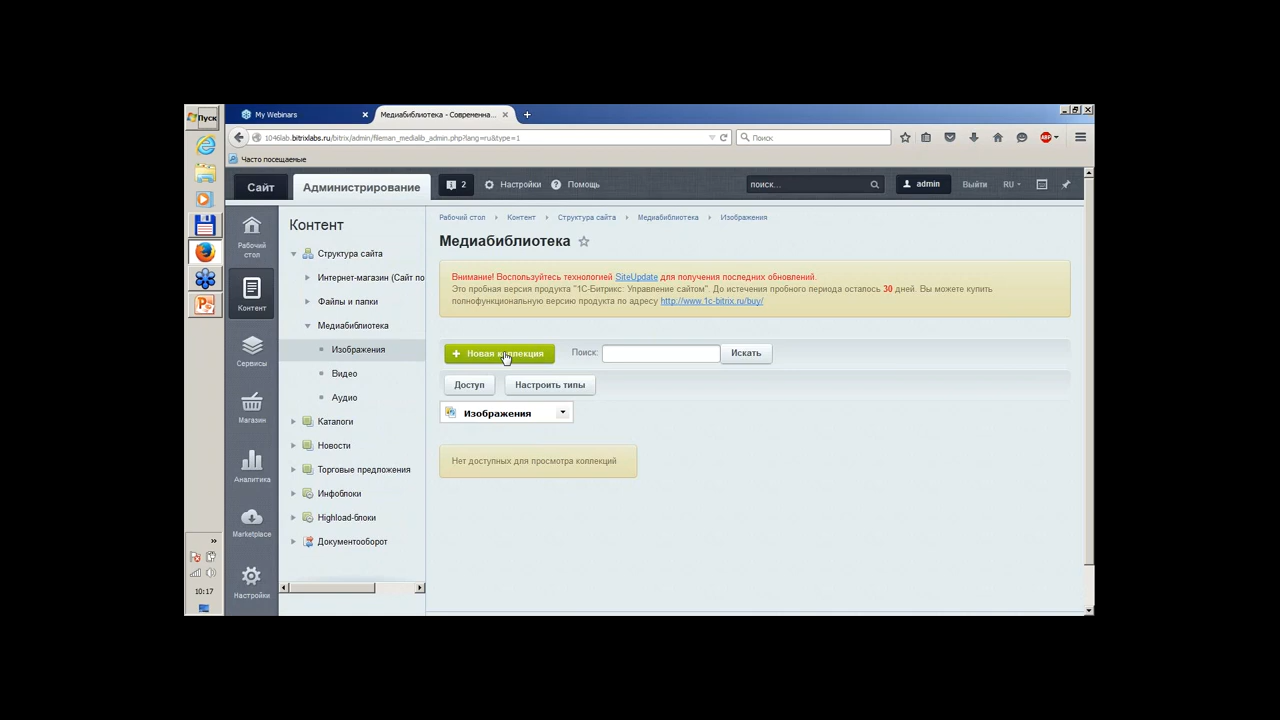 Пуск
My Webinars
Медиабиблиотека - Современна...
1046lab.bitrixlabs.ru/bitrix/admin/fileman_medialib_admin.php?lang=ru&type=1
Поиск
ABP
Часто посещаемые
Сайт
Администрирование
2
Настройки
Помощь
поиск...
admin
Выйти
RU
Рабочий стол
Контент
Сервисы
Магазин
Аналитика
Marketplace
Настройки
Контент
Структура сайта
Интернет-магазин (Сайт по
Файлы и папки
Медиабиблиотека
Изображения
Видео
Аудио
Каталоги
Новости
Торговые предложения
Инфоблоки
Highload-блоки
Документооборот
Рабочий стол
Контент
Структура сайта
Медиабиблиотека
Изображения
Медиабиблиотека
Внимание! Воспользуйтесь технологией SiteUpdate для получения последних обновлений.
Это пробная версия продукта "1С-Битрикс: Управление сайтом". До истечения пробного периода осталось 30 дней. Вы можете купить
полнофункциональную версию продукта по адресу http://www.1c-bitrix.ru/buy/
Новая коллекция
Поиск:
Искать
Доступ
Настроить типы
Изображения
Нет доступных для просмотра коллекций
10:17